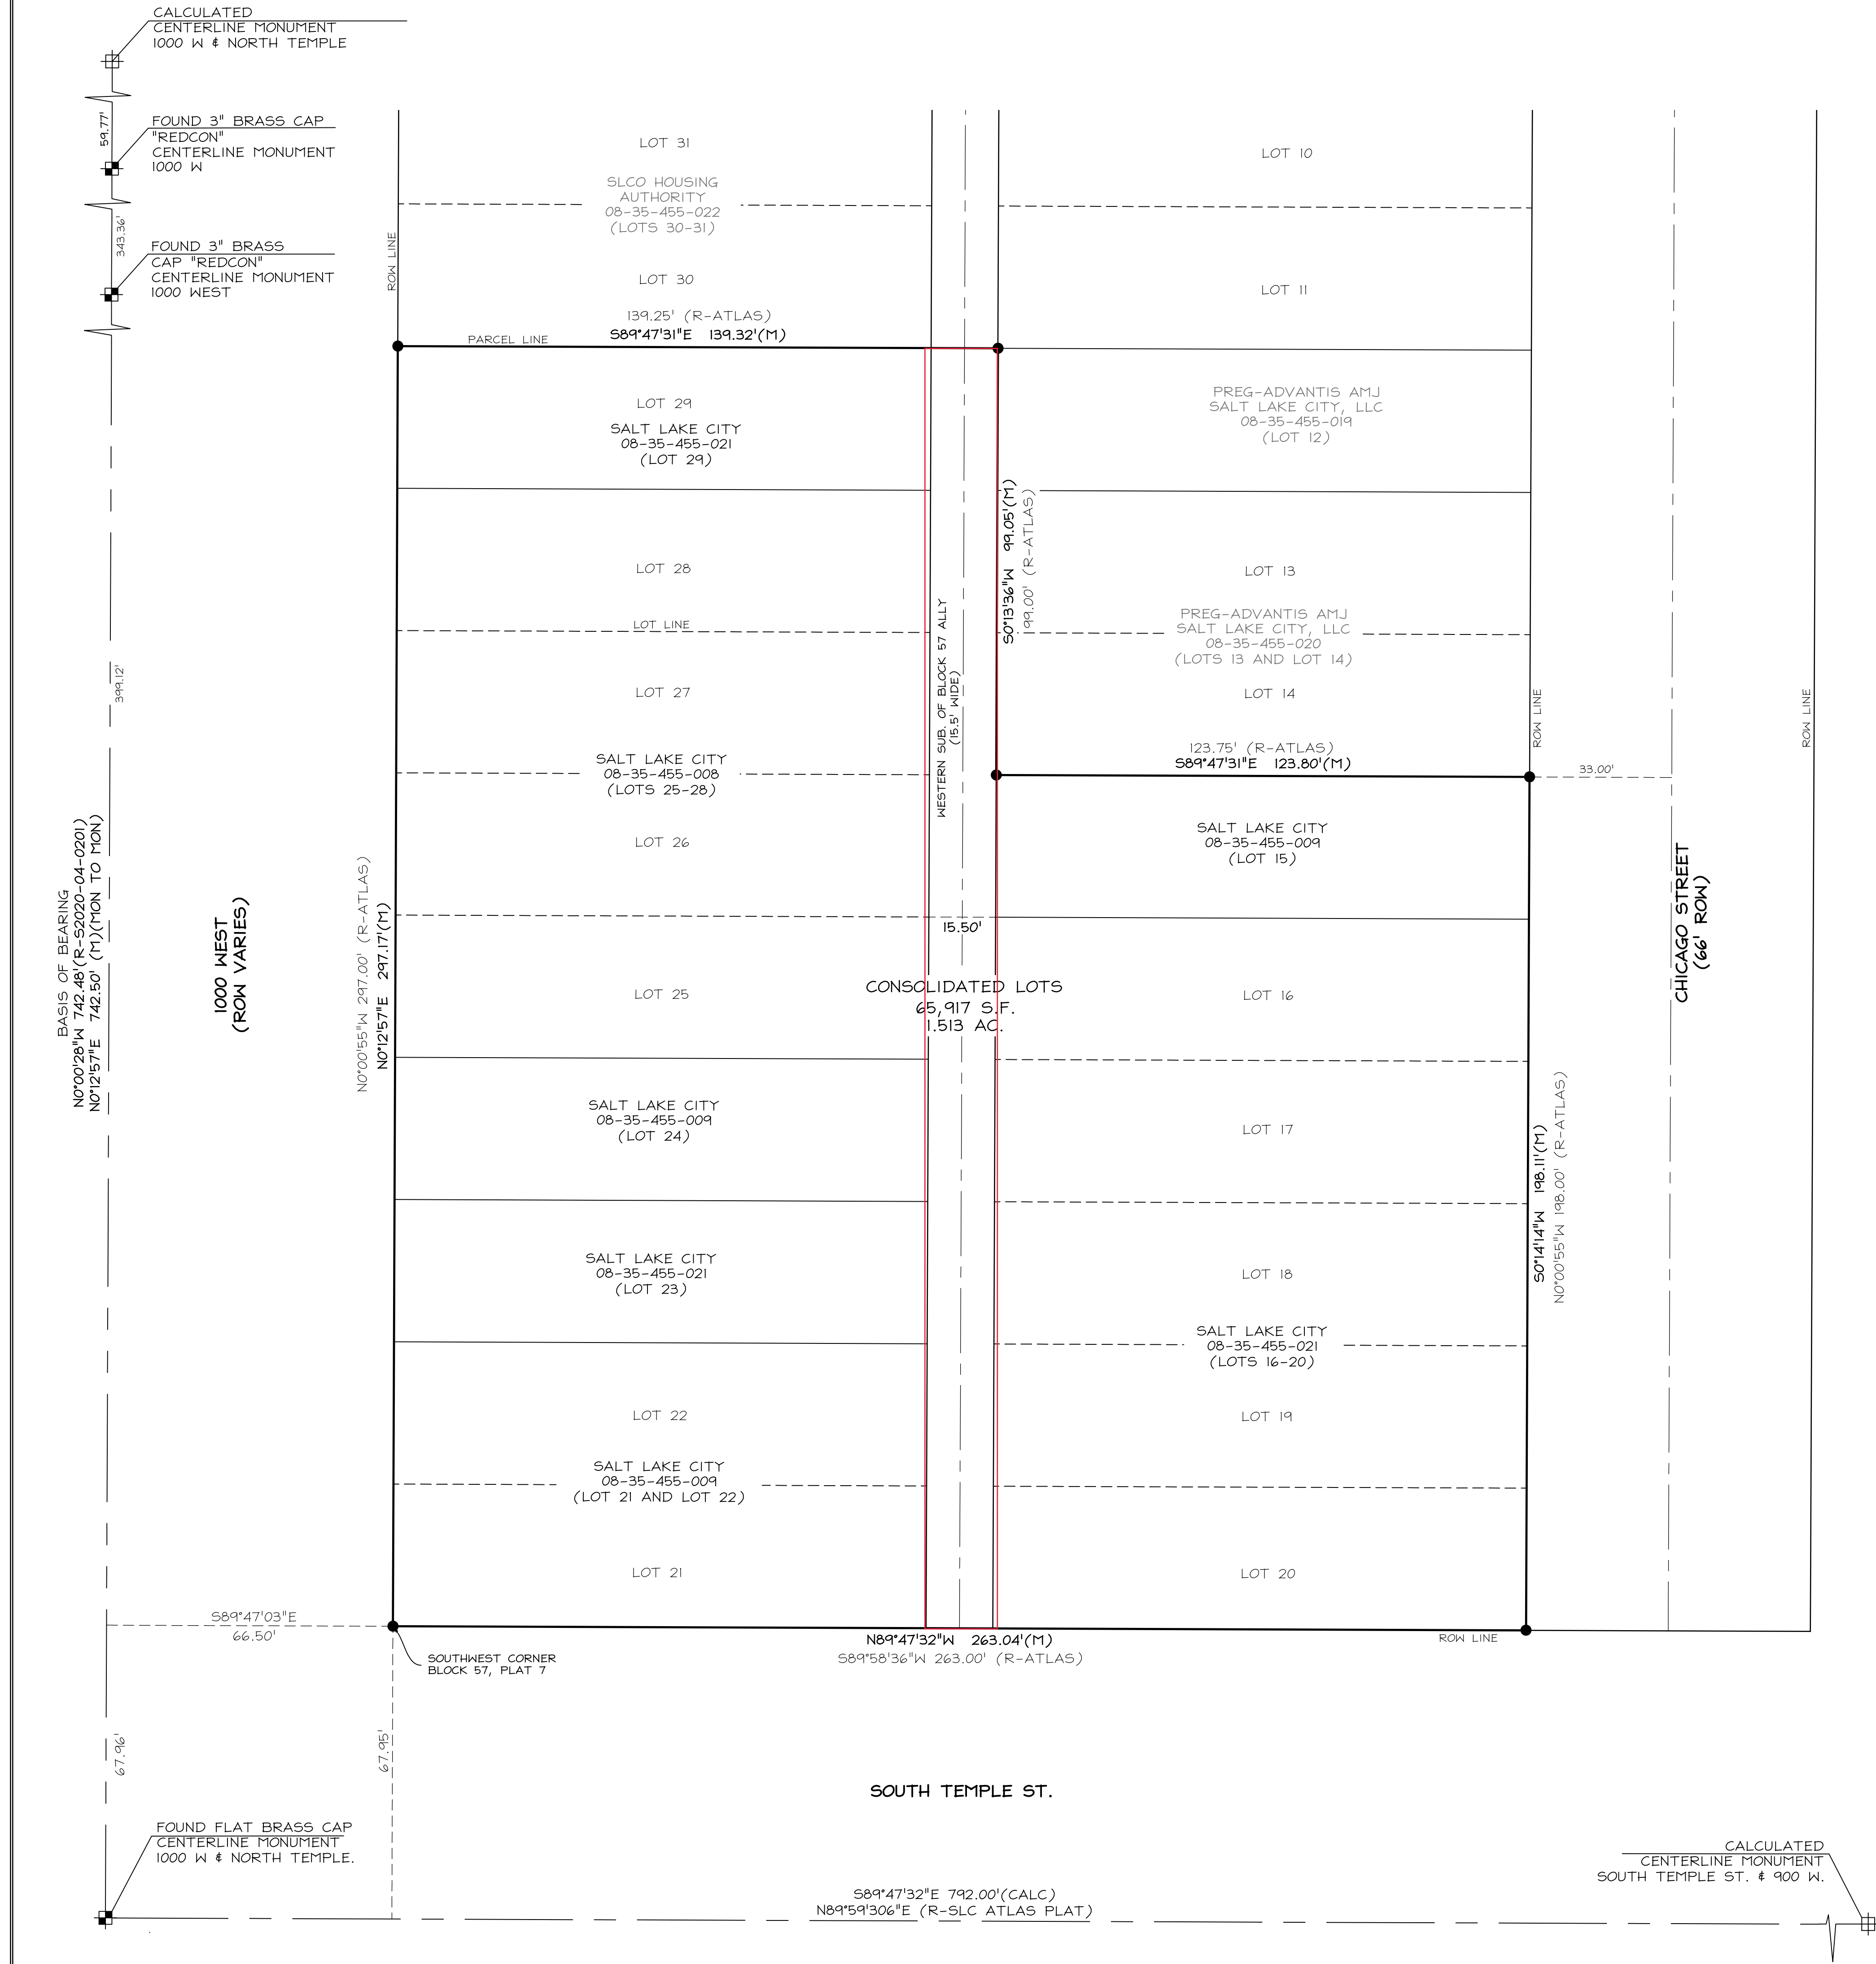 CALCULATED
CENTERLINE MONUMENT
1000 W & NORTH TEMPLE
59.77'
FOUND 3" BRASS CAP
"REDCON"
CENTERLINE MONUMENT
1000 W
343.36'
FOUND 3" BRASS
CAP "REDCON"
CENTERLINE MONUMENT
1000 WEST
ROW LINE
LOT 31
SLCO HOUSING
AUTHORITY
08-35-455-022
(LOTS 30-31)
LOT 30
139.25' (R-ATLAS)
S89°47'31"E 139.32'(M)
PARCEL LINE
LOT 10
LOT 11
LOT 29
SALT LAKE CITY
08-35-455-021
(LOT 29)
PREG-ADVANTIS AMJ
SALT LAKE CITY, LLC
08-35-455-019
(LOT 12)
S0°13'36"W 99.05'(M)
99.00' (R-ATLAS)
LOT 28
LOT LINE
LOT 27
WESTERN SUB. OF BLOCK 57 ALLY
(15.5' WIDE)
LOT 13
PREG-ADVANTIS AMJ
SALT LAKE CITY, LLC
08-35-455-020
(LOTS 13 AND LOT 14)
LOT 14
ROW LINE
ROW LINE
399.12'
SALT LAKE CITY
08-35-455-008
(LOTS 25-28)
123.75' (R-ATLAS)
S89°47'31"E 123.80'(M)
33.00'
LOT 26
SALT LAKE CITY
08-35-455-009
(LOT 15)
BASIS OF BEARING
N0°00'28"W 742.48'(R-S2020-04-0201)
N0°12'57"E 742.50' (M)(MON TO MON)
1000 WEST
(ROW VARIES)
N0°00'55"W 297.00' (R-ATLAS)
N0°12'57"E 297.17'(M)
15.50'
CHICAGO STREET
(66' ROW)
LOT 25
CONSOLIDATED LOTS
65,917 S.F.
1.513 AC.
LOT 16
SALT LAKE CITY
08-35-455-009
(LOT 24)
LOT 17
S0°14'14"W 198.11'(M)
N0°00'55"W 198.00' (R-ATLAS)
SALT LAKE CITY
08-35-455-021
(LOT 23)
LOT 18
SALT LAKE CITY
08-35-455-021
(LOTS 16-20)
LOT 22
LOT 19
SALT LAKE CITY
08-35-455-009
(LOT 21 AND LOT 22)
LOT 21
LOT 20
S89°47'03"E
66.50'
N89°47'32"W 263.04'(M)
S89°58'36"W 263.00' (R-ATLAS)
ROW LINE
SOUTHWEST CORNER
BLOCK 57, PLAT 7
67.96'
67.95'
SOUTH TEMPLE ST.
FOUND FLAT BRASS CAP
CENTERLINE MONUMENT
1000 W & NORTH TEMPLE.
CALCULATED
CENTERLINE MONUMENT
SOUTH TEMPLE ST. & 900 W.
S89°47'32"E 792.00'(CALC)
N89°59'306"E (R-SLC ATLAS PLAT)